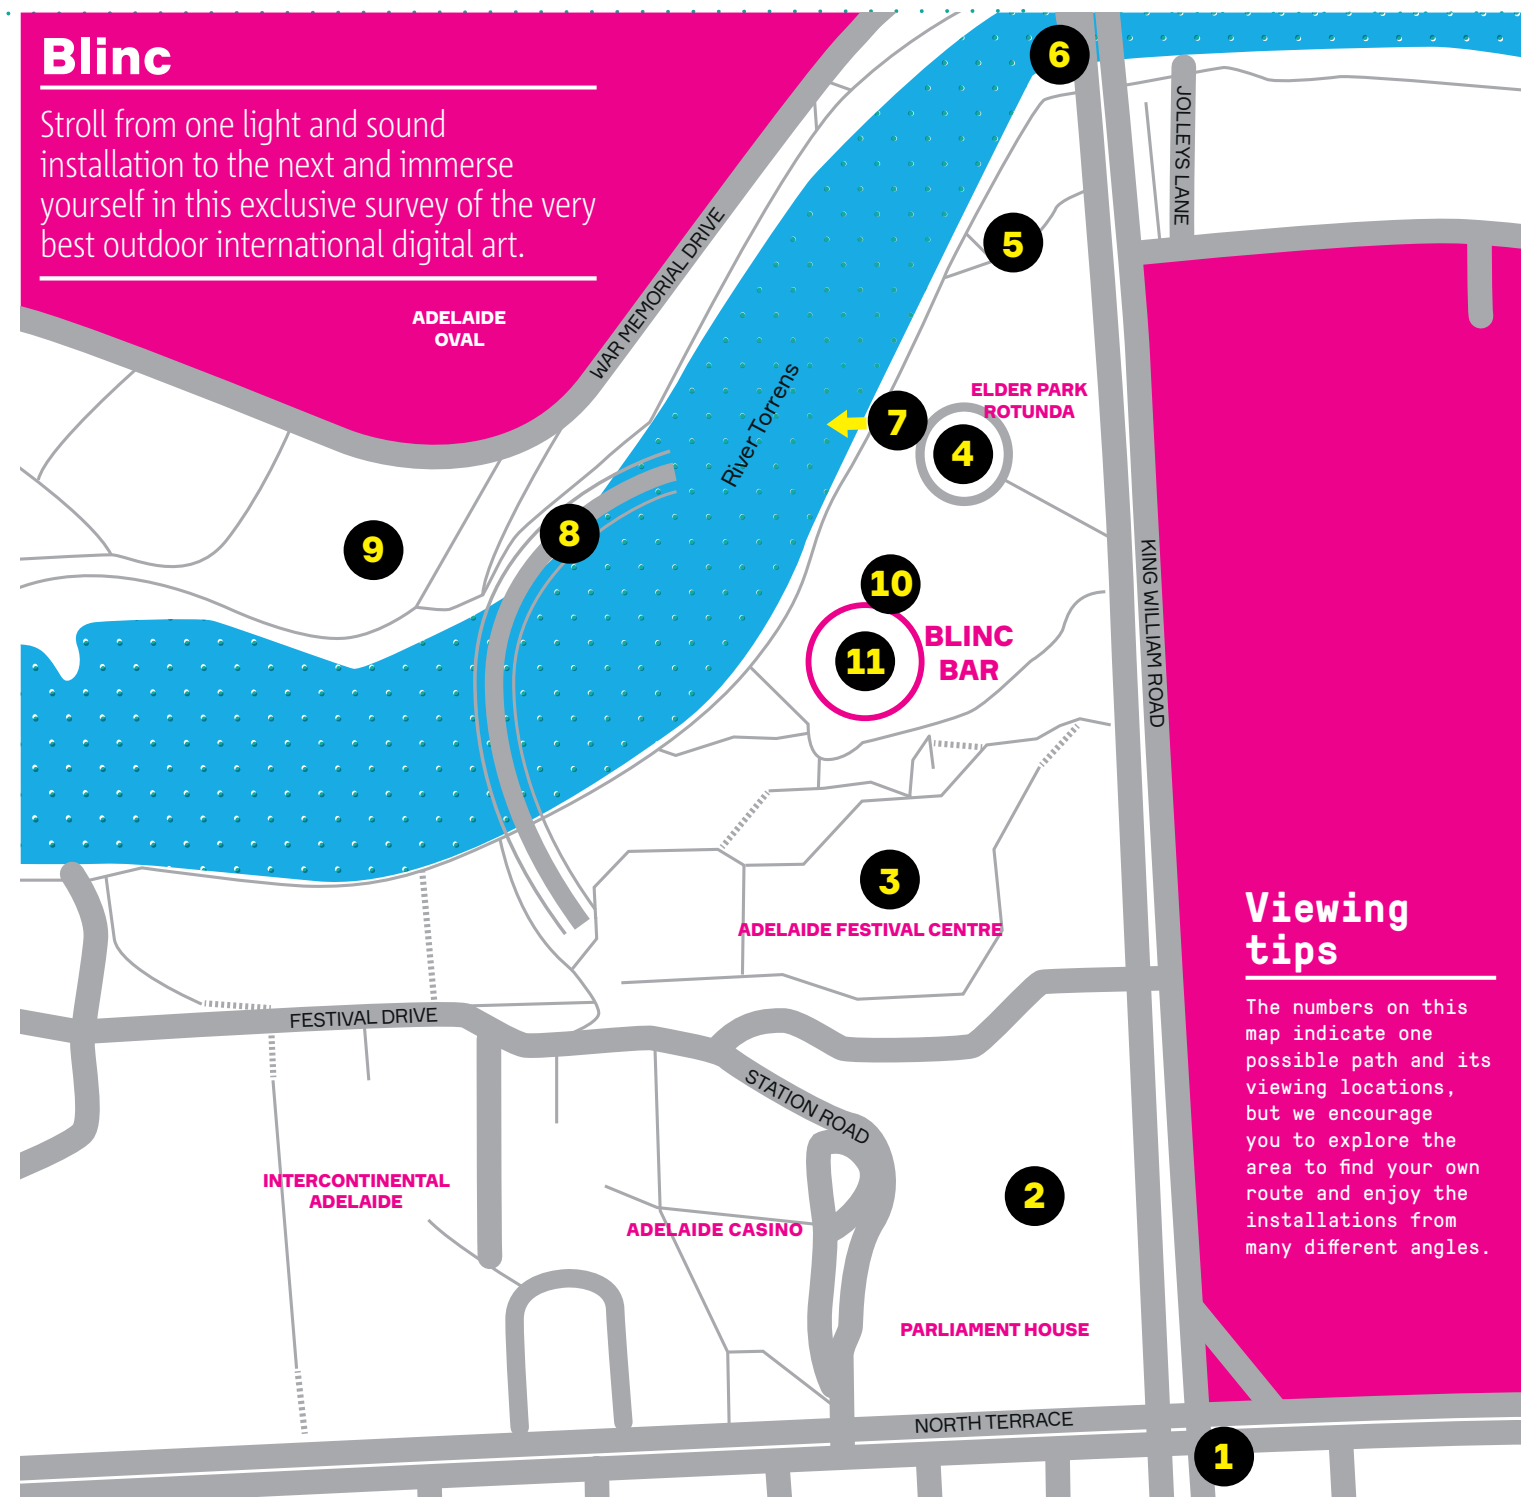 Blinc
Stroll from one light and sound
installation to the next and immerse
yourself in this exclusive survey of the very
best outdoor international digital art.
ADELAIDE
OVAL
WAR MEMORIAL DRIVE
River Torrens
6
JOLLEYS LANE
5
ELDER PARK
ROTUNDA
7
4
8
9
10
BLINC
BAR
11
KING WILLIAM ROAD
3
ADELAIDE FESTIVAL CENTRE
Viewing
tips
The numbers on this
map indicate one
possible path and its
viewing locations,
but we encourage
you to explore the
area to find your own
route and enjoy the
installations from
many different angles.
FESTIVAL DRIVE
STATION ROAD
INTERCONTINENTAL
ADELAIDE
ADELAIDE CASINO
2
PARLIAMENT HOUSE
NORTH TERRACE
1